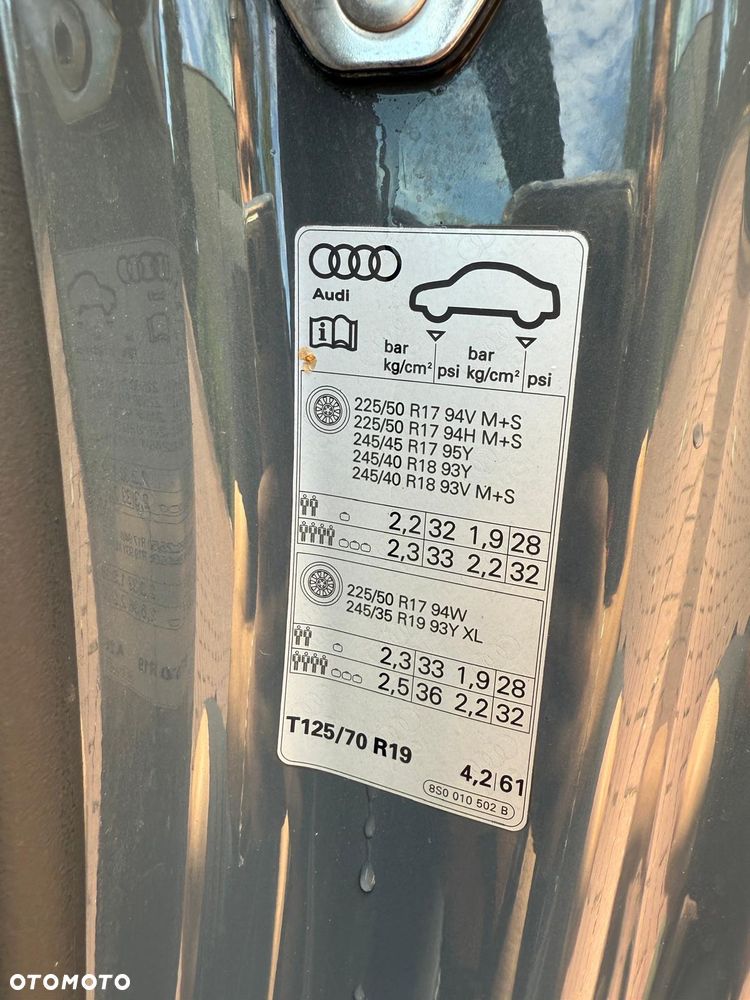 Audi
i
bar bar
kg/cm² psi kg/cm² psi
225/50 R17 94V M+S
225/50 R17 94H M+S
245/45 R17 95Y
245/40 R18 93Y
245/40 R18 93V M+S
2,2 32 1,9 28
2,3 33 2,2 32
225/50 R17 94W
245/35 R19 93Y XL
2,3 33 1,9 28
2,5 36 2,2 32
T125/70 R19 4,2 61
8S0 010 502 B
OTOMOTO